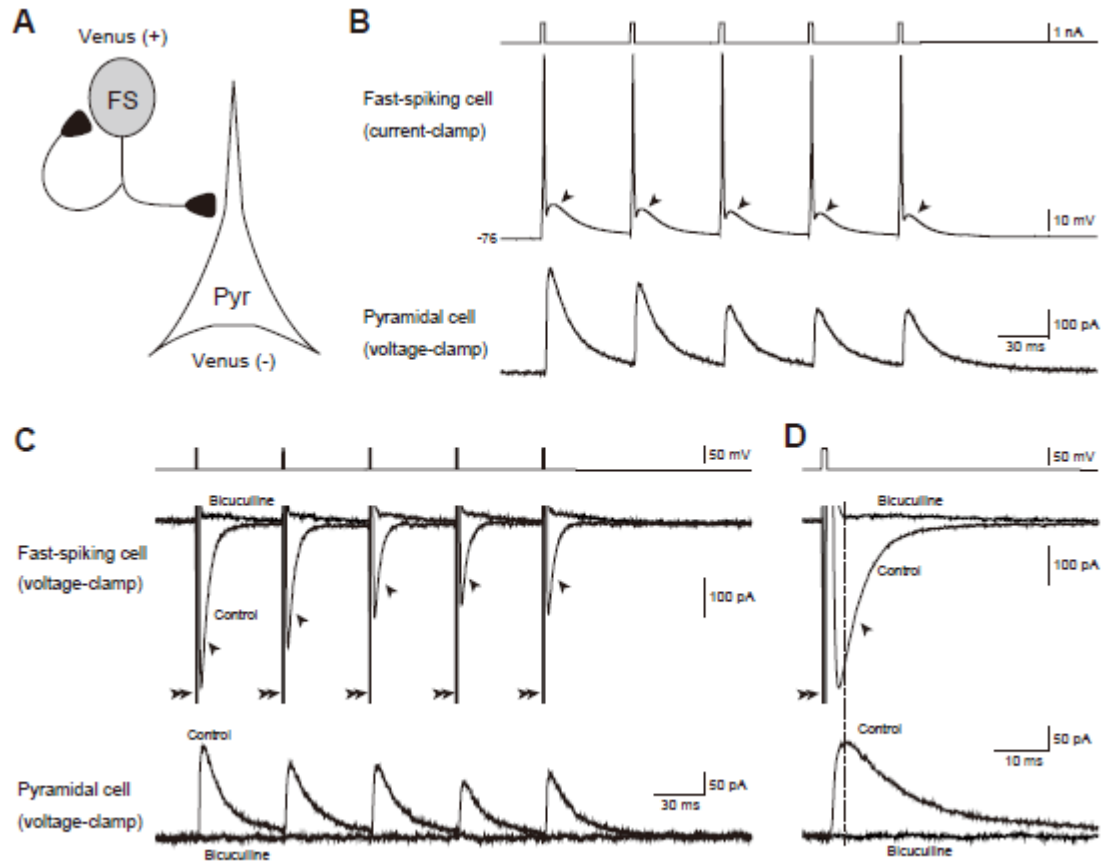 A
Venus (+)
FS
Pyr
Venus (-)
B
1 nA
Fast-spiking cell
(current-clamp)
10 mV
-76
Pyramidal cell
(voltage-clamp)
100 pA
30 ms
C
50 mV
Bicuculline
Fast-spiking cell
(voltage-clamp)
Control
100 pA
Control
Pyramidal cell
(voltage-clamp)
50 pA
30 ms
Bicuculline
D
50 mV
Bicuculline
Control
100 pA
Control
50 pA
10 ms
Bicuculline